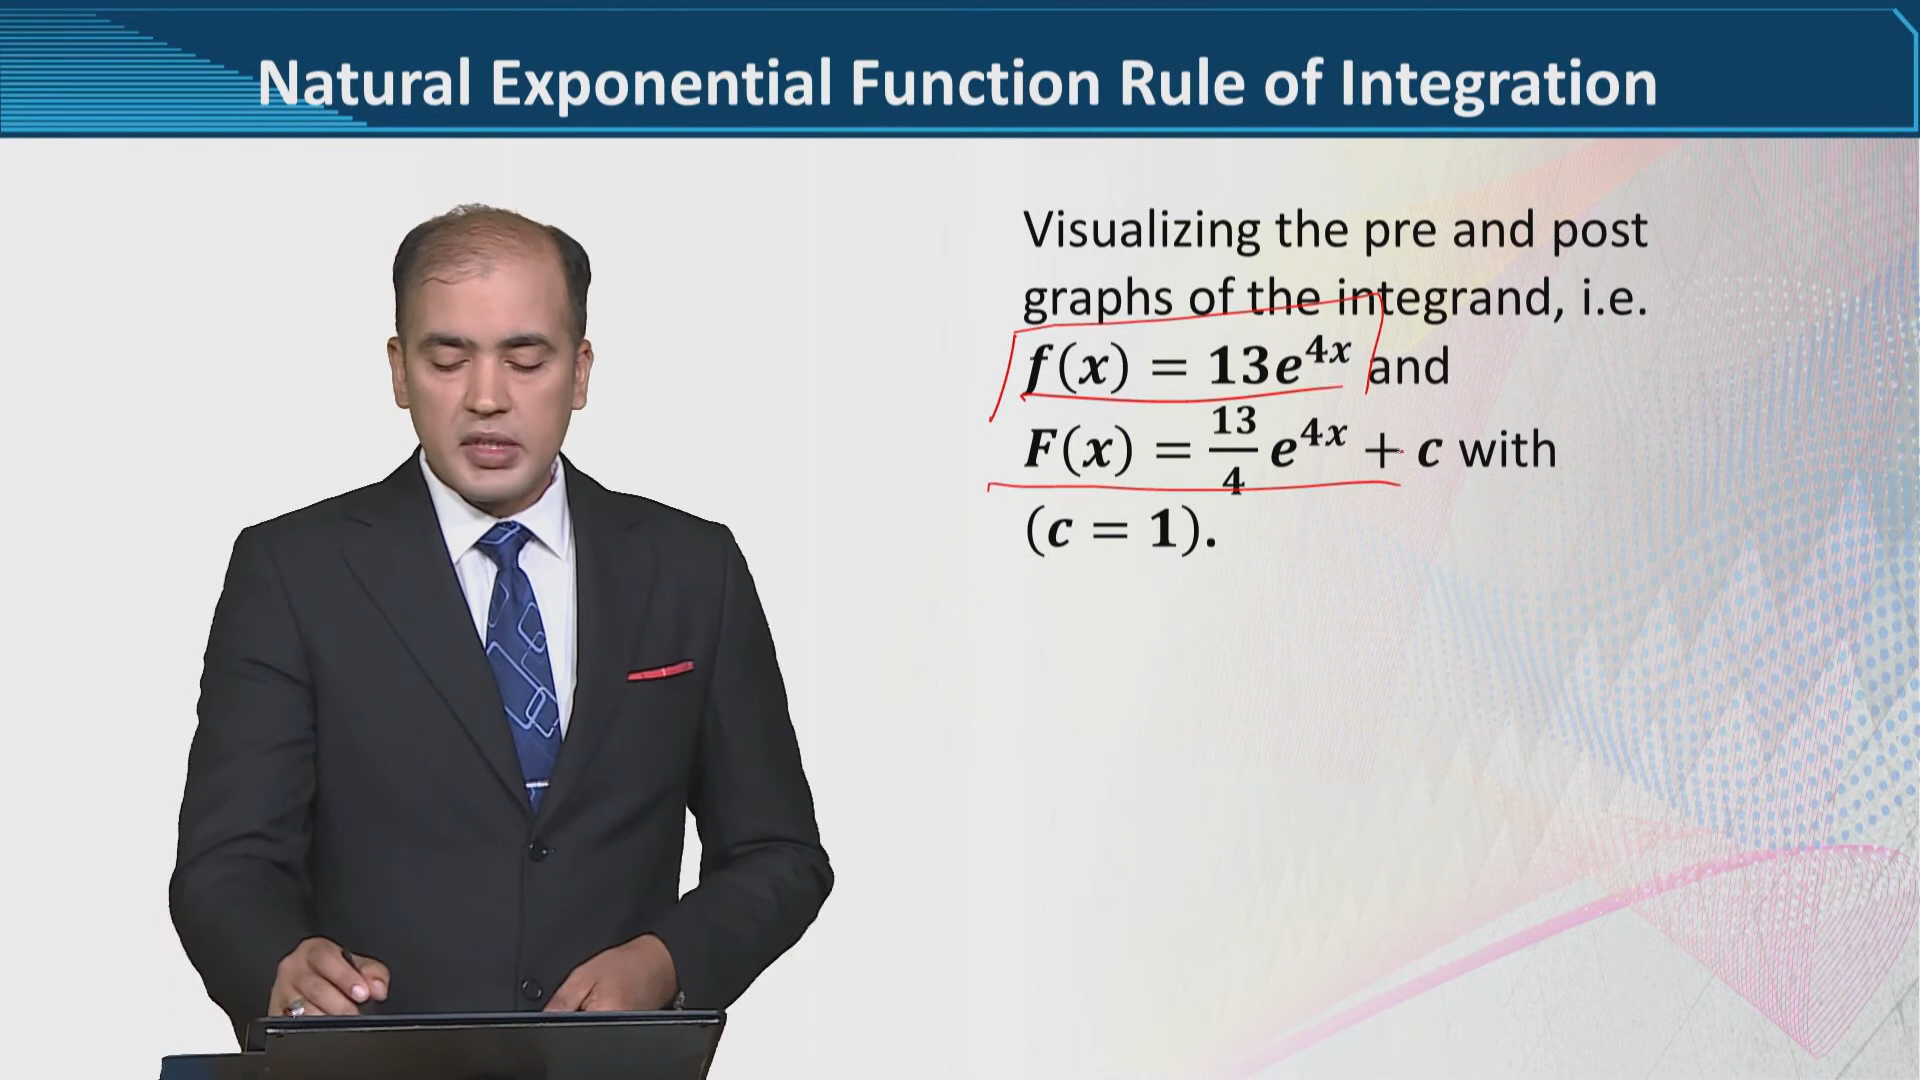 Natural Exponential Function Rule of Integration
Visualizing the pre and post
graphs of the integrand, i.e.
f(x) = 13e^{4x} and
F(x) = \frac{13}{4} e^{4x} + c with
(c = 1).